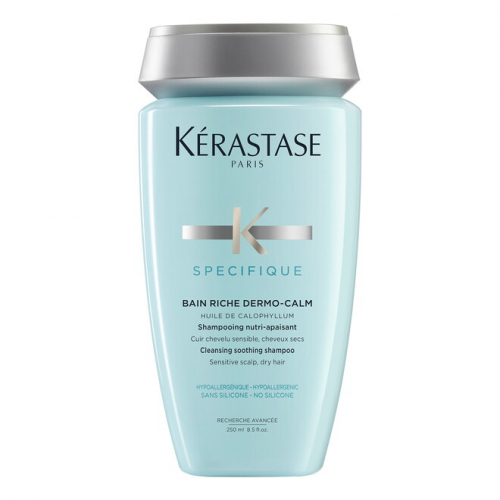 KÉRASTASE
PARIS
K
SPECIFIQUE
BAIN RICHE DERMO-CALM
HUILE DE CALOPHYLLUM
Shampooing nutri-apaisant
Cuir chevelu sensible, cheveux secs
Cleansing soothing shampoo
Sensitive scalp, dry hair
HYPOALLERGÉNIQUE - HYPOALLERGENIC
SANS SILICONE - NO SILICONE
RECHERCHE AVANCÉE
250 ml 8.5 fl.oz.